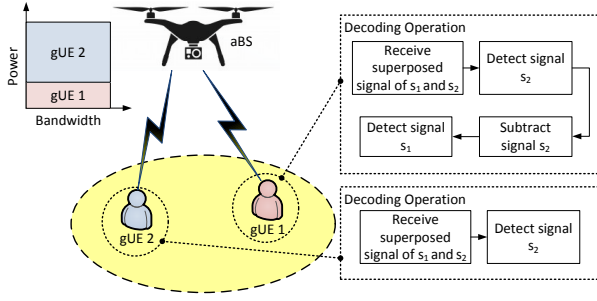 Power
gUE 2
gUE 1
Bandwidth
aBS
gUE 2
gUE 1
Decoding Operation
Receive
superposed
signal of s₁ and s₂
Detect signal
s₂
Detect signal
s₁
Subtract
signal s₂
Decoding Operation
Receive
superposed
signal of s₁ and s₂
Detect signal
s₂